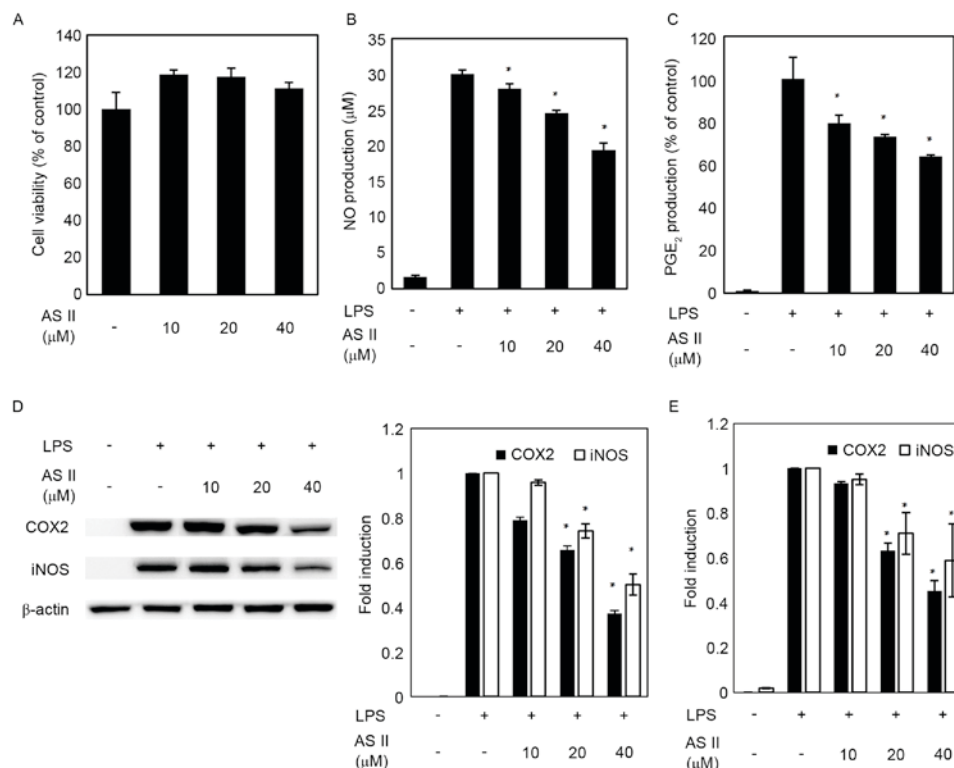 A
Cell viability (% of control)
140
120
100
80
60
40
20
0
AS II
(μM)
- 10 20 40
B
NO production (μM)
35
30
25
20
15
10
5
0
* * *
LPS - + + + +
AS II
(μM)
- - 10 20 40
C
PGE2 production (% of control)
120
100
80
60
40
20
0
* * *
LPS - + + + +
AS II
(μM)
- - 10 20 40
D
LPS - + + + +
AS II
(μM)
- - 10 20 40
COX2
iNOS
β-actin
Fold induction
1.2
1
0.8
0.6
0.4
0.2
0
COX2 iNOS
* * * *
LPS - + + + +
AS II
(μM)
- - 10 20 40
E
Fold induction
1.2
1
0.8
0.6
0.4
0.2
0
COX2 iNOS
* * * *
LPS - + + + +
AS II
(μM)
- - 10 20 40